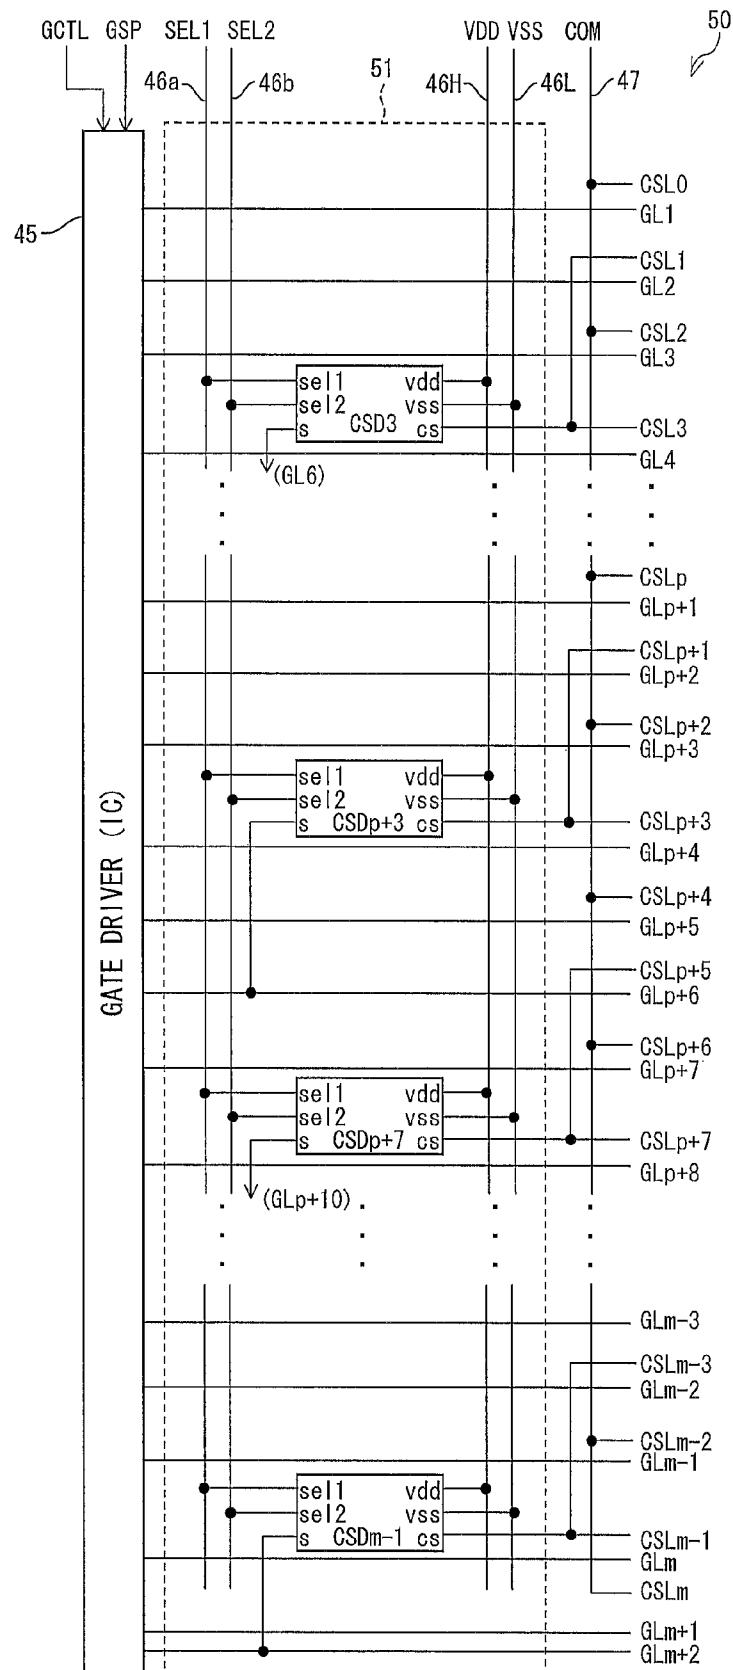 50
GCTL GSP SEL1 SEL2 VDD VSS COM
46a 46b 51 46H 46L 47
CSL0
GL1
45
CSL1
GL2
CSL2
GL3
sel1 vdd
sel2 vss
s CSD3 cs
CSL3
GL4
(GL6)
CSLp
GLp+1
CSLp+1
GLp+2
CSLp+2
GLp+3
sel1 vdd
sel2 vss
s CSDp+3 cs
CSLp+3
GLp+4
CSLp+4
GLp+5
GATE DRIVER (IC)
CSLp+5
GLp+6
CSLp+6
GLp+7
sel1 vdd
sel2 vss
s CSDp+7 cs
CSLp+7
GLp+8
(GLp+10)
GLm-3
CSLm-3
GLm-2
CSLm-2
GLm-1
sel1 vdd
sel2 vss
s CSDm-1 cs
CSLm-1
GLm
CSLm
GLm+1
GLm+2